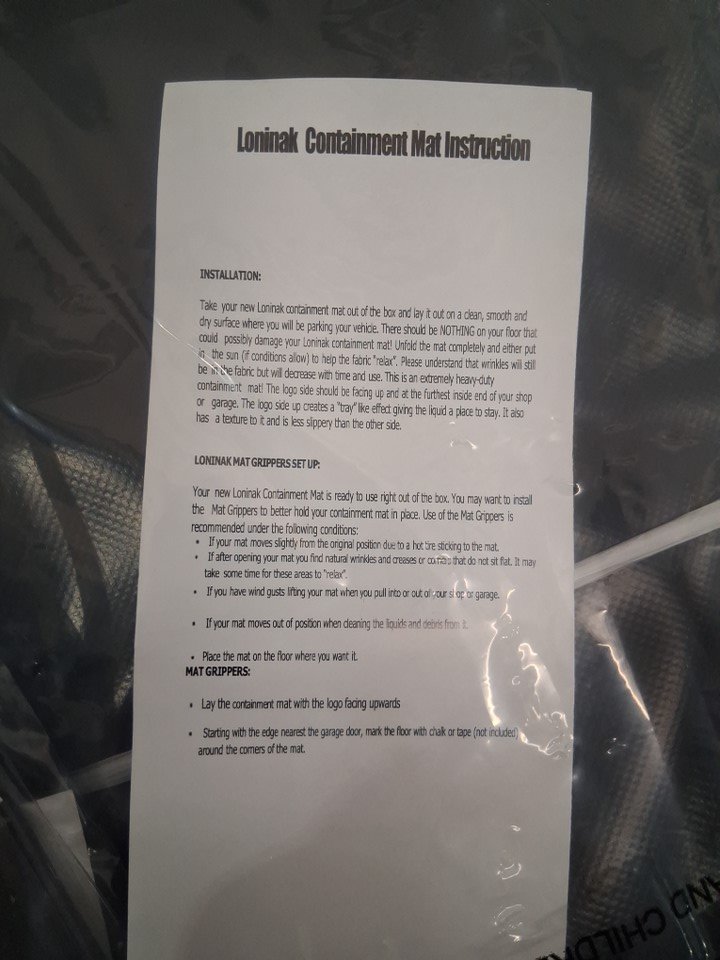 Loninak Containment Mat Instruction
INSTALLATION:
Take your new Loninak containment mat out of the box and lay it out on a clean, smooth and
dry surface where you will be parking your vehicle. There should be NOTHING on your floor that
could possibly damage your Loninak containment mat! Unfold the mat completely and either put
in the sun (if conditions allow) to help the fabric "relax". Please understand that wrinkles will still
be in the fabric but will decrease with time and use. This is an extremely heavy-duty
containment mat! The logo side should be facing up and at the furthest inside end of your shop
or garage. The logo side up creates a "tray" like effect giving the liquid a place to stay. It also
has a texture to it and is less slippery than the other side.
LONINAK MAT GRIPPERS SET UP:
Your new Loninak Containment Mat is ready to use right out of the box. You may want to install
the Mat Grippers to better hold your containment mat in place. Use of the Mat Grippers is
recommended under the following conditions:
• If your mat moves slightly from the original position due to a hot tire sticking to the mat.
• If after opening your mat you find natural wrinkles and creases or corners that do not sit flat. It may
take some time for these areas to "relax".
• If you have wind gusts lifting your mat when you pull into or out of your shop or garage.
• If your mat moves out of position when cleaning the liquids and debris from it.
• Place the mat on the floor where you want it.
MAT GRIPPERS:
• Lay the containment mat with the logo facing upwards
• Starting with the edge nearest the garage door, mark the floor with chalk or tape (not included)
around the corners of the mat.
AND CHILDR